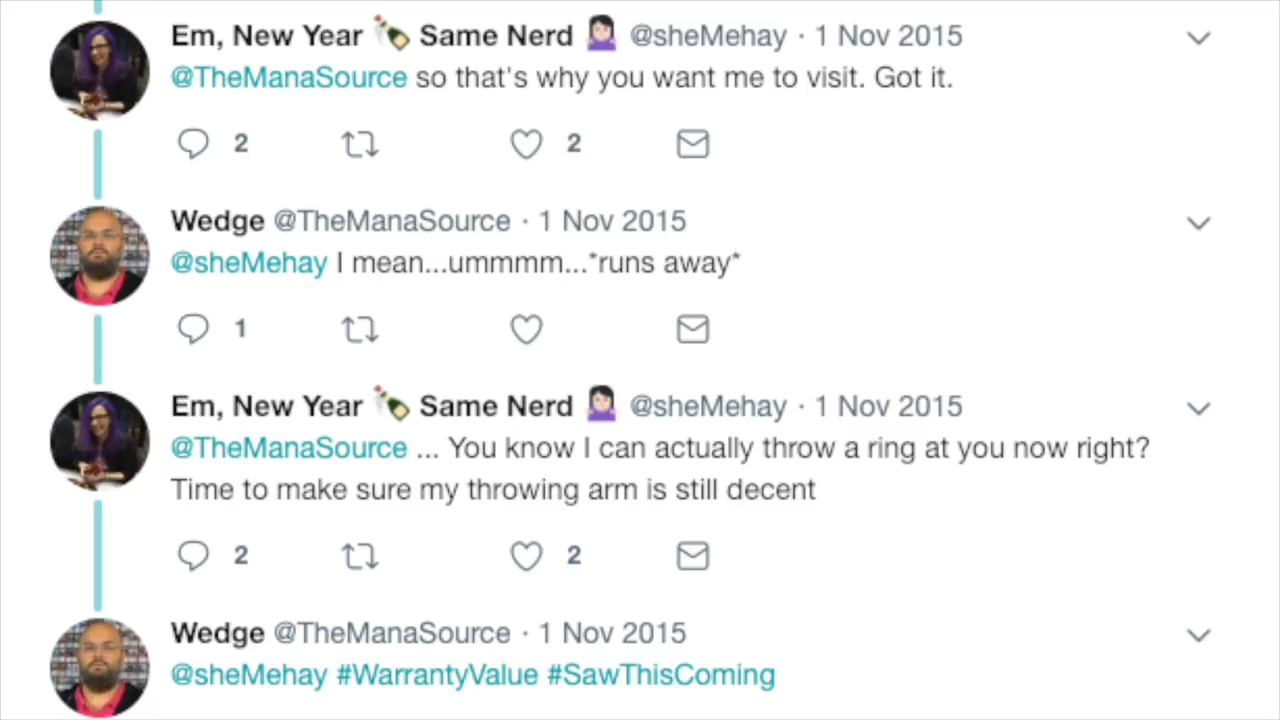 Em, New Year 🍾 Same Nerd 🤷🏻‍♀️ @sheMehay · 1 Nov 2015
@TheManaSource so that's why you want me to visit. Got it.
2 2
Wedge @TheManaSource · 1 Nov 2015
@sheMehay I mean...ummmm...*runs away*
1
Em, New Year 🍾 Same Nerd 🤷🏻‍♀️ @sheMehay · 1 Nov 2015
@TheManaSource ... You know I can actually throw a ring at you now right?
Time to make sure my throwing arm is still decent
2 2
Wedge @TheManaSource · 1 Nov 2015
@sheMehay #WarrantyValue #SawThisComing